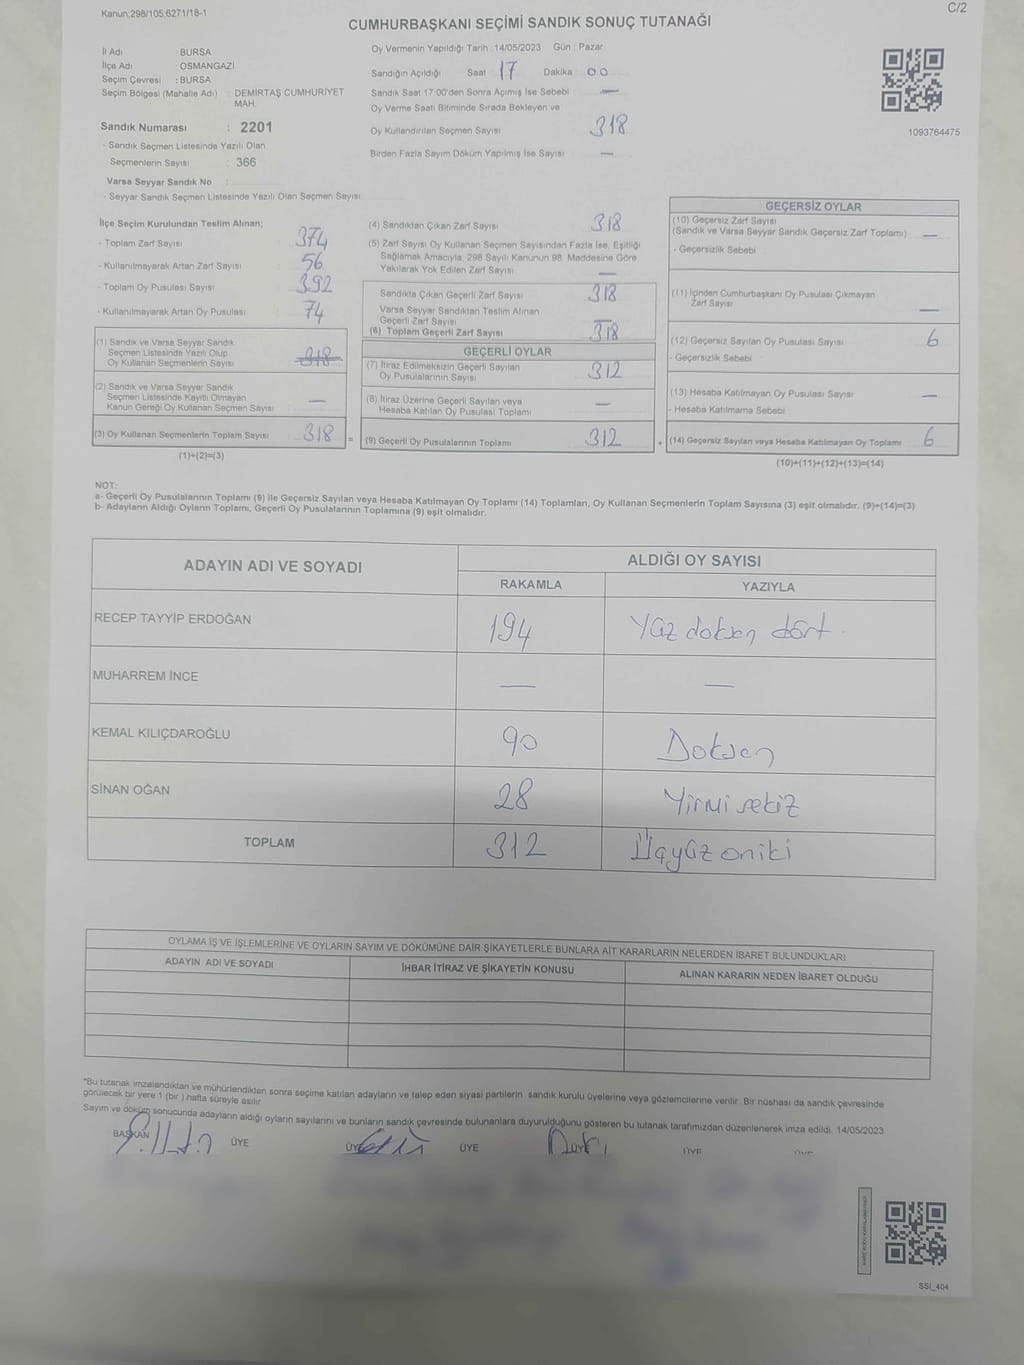 Kanun;298/105;6271/18-1
C/2
CUMHURBAŞKANI SEÇİMİ SANDIK SONUÇ TUTANAĞI
İl Adı : BURSA
İlçe Adı : OSMANGAZİ
Seçim Çevresi : BURSA
Seçim Bölgesi (Mahalle Adı) : DEMİRTAŞ CUMHURİYET
MAH.
Sandık Numarası : 2201
- Sandık Seçmen Listesinde Yazılı Olan
Seçmenlerin Sayısı : 366
Varsa Seyyar Sandık No :
- Seyyar Sandık Seçmen Listesinde Yazılı Olan Seçmen Sayısı:
Oy Vermenin Yapıldığı Tarih : 14/05/2023 Gün : Pazar
Sandığın Açıldığı Saat : 17 Dakika : 00
Sandık Saat 17:00'den Sonra Açımış İse Sebebi : —
Oy Verme Saati Bitiminde Sırada Bekleyen ve
Oy Kullandırılan Seçmen Sayısı : 318
Birden Fazla Sayım Döküm Yapılmış İse Sayısı : —
1093764475
İlçe Seçim Kurulundan Teslim Alınan;
- Toplam Zarf Sayısı : 374
- Kullanılmayarak Artan Zarf Sayısı : 56
- Toplam Oy Pusulası Sayısı : 392
- Kullanılmayarak Artan Oy Pusulası : 74
(1) Sandık ve Varsa Seyyar Sandık
Seçmen Listesinde Yazılı Olup
Oy Kullanan Seçmenlerin Sayısı : 318
(2) Sandık ve Varsa Seyyar Sandık
Seçmen Listesinde Kayıtlı Olmayan
Kanun Gereği Oy Kullanan Seçmen Sayısı : —
(3) Oy Kullanan Seçmenlerin Toplam Sayısı : 318 =
(1)+(2)=(3)
(4) Sandıktan Çıkan Zarf Sayısı : 318
(5) Zarf Sayısı Oy Kullanan Seçmen Sayısından Fazla İse, Eşitliği
Sağlamak Amacıyla, 298 Sayılı Kanunun 98. Maddesine Göre
Yakılarak Yok Edilen Zarf Sayısı : —
Sandıkta Çıkan Geçerli Zarf Sayısı : 318
Varsa Seyyar Sandıktan Teslim Alınan
Geçerli Zarf Sayısı : —
(6) Toplam Geçerli Zarf Sayısı : 318
GEÇERLİ OYLAR
(7) İtiraz Edilmeksizin Geçerli Sayılan
Oy Pusulalarının Sayısı : 312
(8) İtiraz Üzerine Geçerli Sayılan veya
Hesaba Katılan Oy Pusulası Toplamı : —
(9) Geçerli Oy Pusulalarının Toplamı : 312 +
GEÇERSİZ OYLAR
(10) Geçersiz Zarf Sayısı
(Sandık ve Varsa Seyyar Sandık Geçersiz Zarf Toplamı) : —
- Geçersizlik Sebebi :
(11) İçinden Cumhurbaşkanı Oy Pusulası Çıkmayan
Zarf Sayısı : —
(12) Geçersiz Sayılan Oy Pusulası Sayısı : 6
- Geçersizlik Sebebi :
(13) Hesaba Katılmayan Oy Pusulası Sayısı : —
- Hesaba Katılmama Sebebi :
(14) Geçersiz Sayılan veya Hesaba Katılmayan Oy Toplamı : 6
(10)+(11)+(12)+(13)=(14)
NOT:
a- Geçerli Oy Pusulalarının Toplamı (9) ile Geçersiz Sayılan veya Hesaba Katılmayan Oy Toplamı (14) Toplamları, Oy Kullanan Seçmenlerin Toplam Sayısına (3) eşit olmalıdır. (9)+(14)=(3)
b- Adayların Aldığı Oyların Toplamı, Geçerli Oy Pusulalarının Toplamına (9) eşit olmalıdır.
ADAYIN ADI VE SOYADI
ALDIĞI OY SAYISI
RAKAMLA YAZIYLA
RECEP TAYYİP ERDOĞAN 194 Yüz doksan dört
MUHARREM İNCE — —
KEMAL KILIÇDAROĞLU 90 Doksan
SİNAN OĞAN 28 Yirmi sekiz
TOPLAM 312 Üçyüz oniki
OYLAMA İŞ VE İŞLEMLERİNE VE OYLARIN SAYIM VE DÖKÜMÜNE DAİR ŞİKAYETLERLE BUNLARA AİT KARARLARIN NELERDEN İBARET BULUNDUKLARI
ADAYIN ADI VE SOYADI İHBAR İTİRAZ VE ŞİKAYETİN KONUSU ALINAN KARARIN NEDEN İBARET OLDUĞU
*Bu tutanak imzalandıktan ve mühürlendikten sonra seçime katılan adayların ve talep eden siyasi partilerin sandık kurulu üyelerine veya gözlemcilerine verilir. Bir nüshası da sandık çevresinde
görülecek bir yere 1 (bir) hafta süreyle asılır.
Sayım ve döküm sonucunda adayların aldığı oyların sayılarını ve bunların sandık çevresinde bulunanlara duyurulduğunu gösteren bu tutanak tarafımızdan düzenlenerek imza edildi. 14/05/2023
BAŞKAN ÜYE ÜYE ÜYE ÜYE ÜYE ÜYE
SSI_404